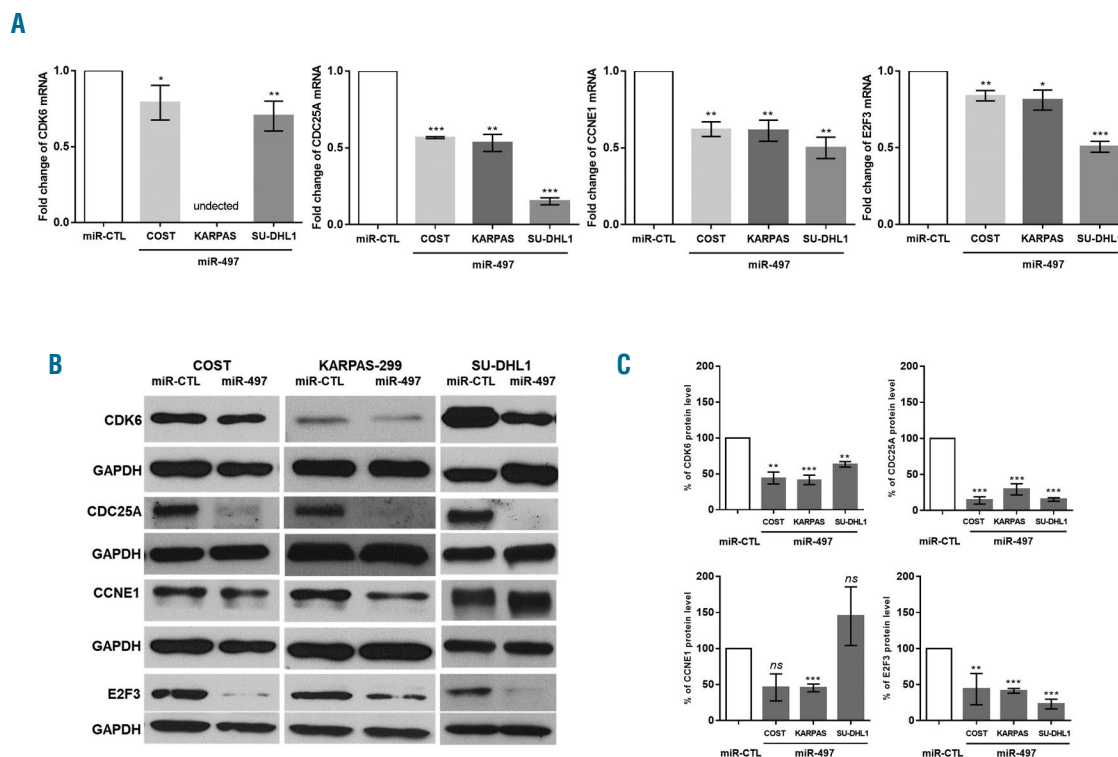 A
Fold change of CDK6 mRNA
1.0
0.5
0.0
*
undected
**
miR-CTL
COST
KARPAS
SU-DHL1
miR-497
Fold change of CDC25A mRNA
1.0
0.5
0.0
***
**
***
miR-CTL
COST
KARPAS
SU-DHL1
miR-497
Fold change of CCNE1 mRNA
1.0
0.5
0.0
**
**
**
miR-CTL
COST
KARPAS
SU-DHL1
miR-497
Fold change of E2F3 mRNA
1.0
0.5
0.0
**
*
***
miR-CTL
COST
KARPAS
SU-DHL1
miR-497
B
COST KARPAS-299 SU-DHL1
miR-CTL miR-497 miR-CTL miR-497 miR-CTL miR-497
CDK6
GAPDH
CDC25A
GAPDH
CCNE1
GAPDH
E2F3
GAPDH
C
% of CDK6 protein level
200
150
100
50
0
**
***
**
COST KARPAS SU-DHL1
miR-CTL miR-497
% of CDC25A protein level
200
150
100
50
0
***
***
***
COST KARPAS SU-DHL1
miR-CTL miR-497
% of CCNE1 protein level
200
150
100
50
0
ns
***
ns
COST KARPAS SU-DHL1
miR-CTL miR-497
% of E2F3 protein level
200
150
100
50
0
**
***
***
COST KARPAS SU-DHL1
miR-CTL miR-497